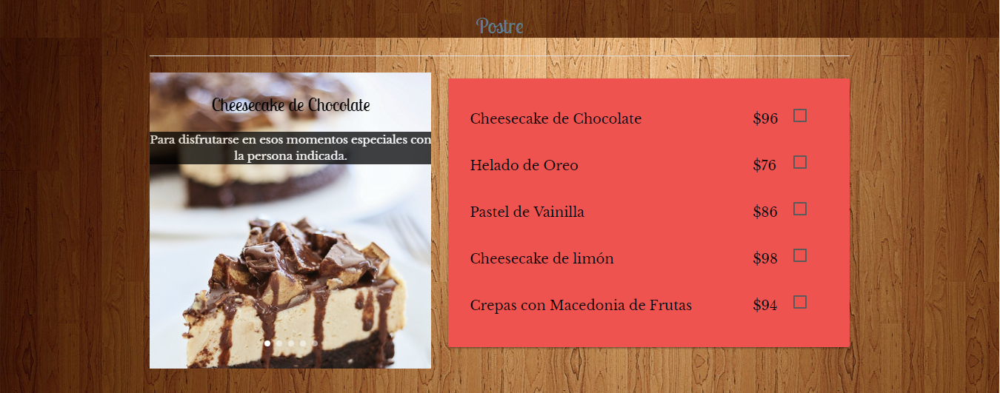 Postre
Cheesecake de Chocolate
Para disfrutarse en esos momentos especiales con
la persona indicada.
Cheesecake de Chocolate $96
Helado de Oreo $76
Pastel de Vainilla $86
Cheesecake de limón $98
Crepas con Macedonia de Frutas $94